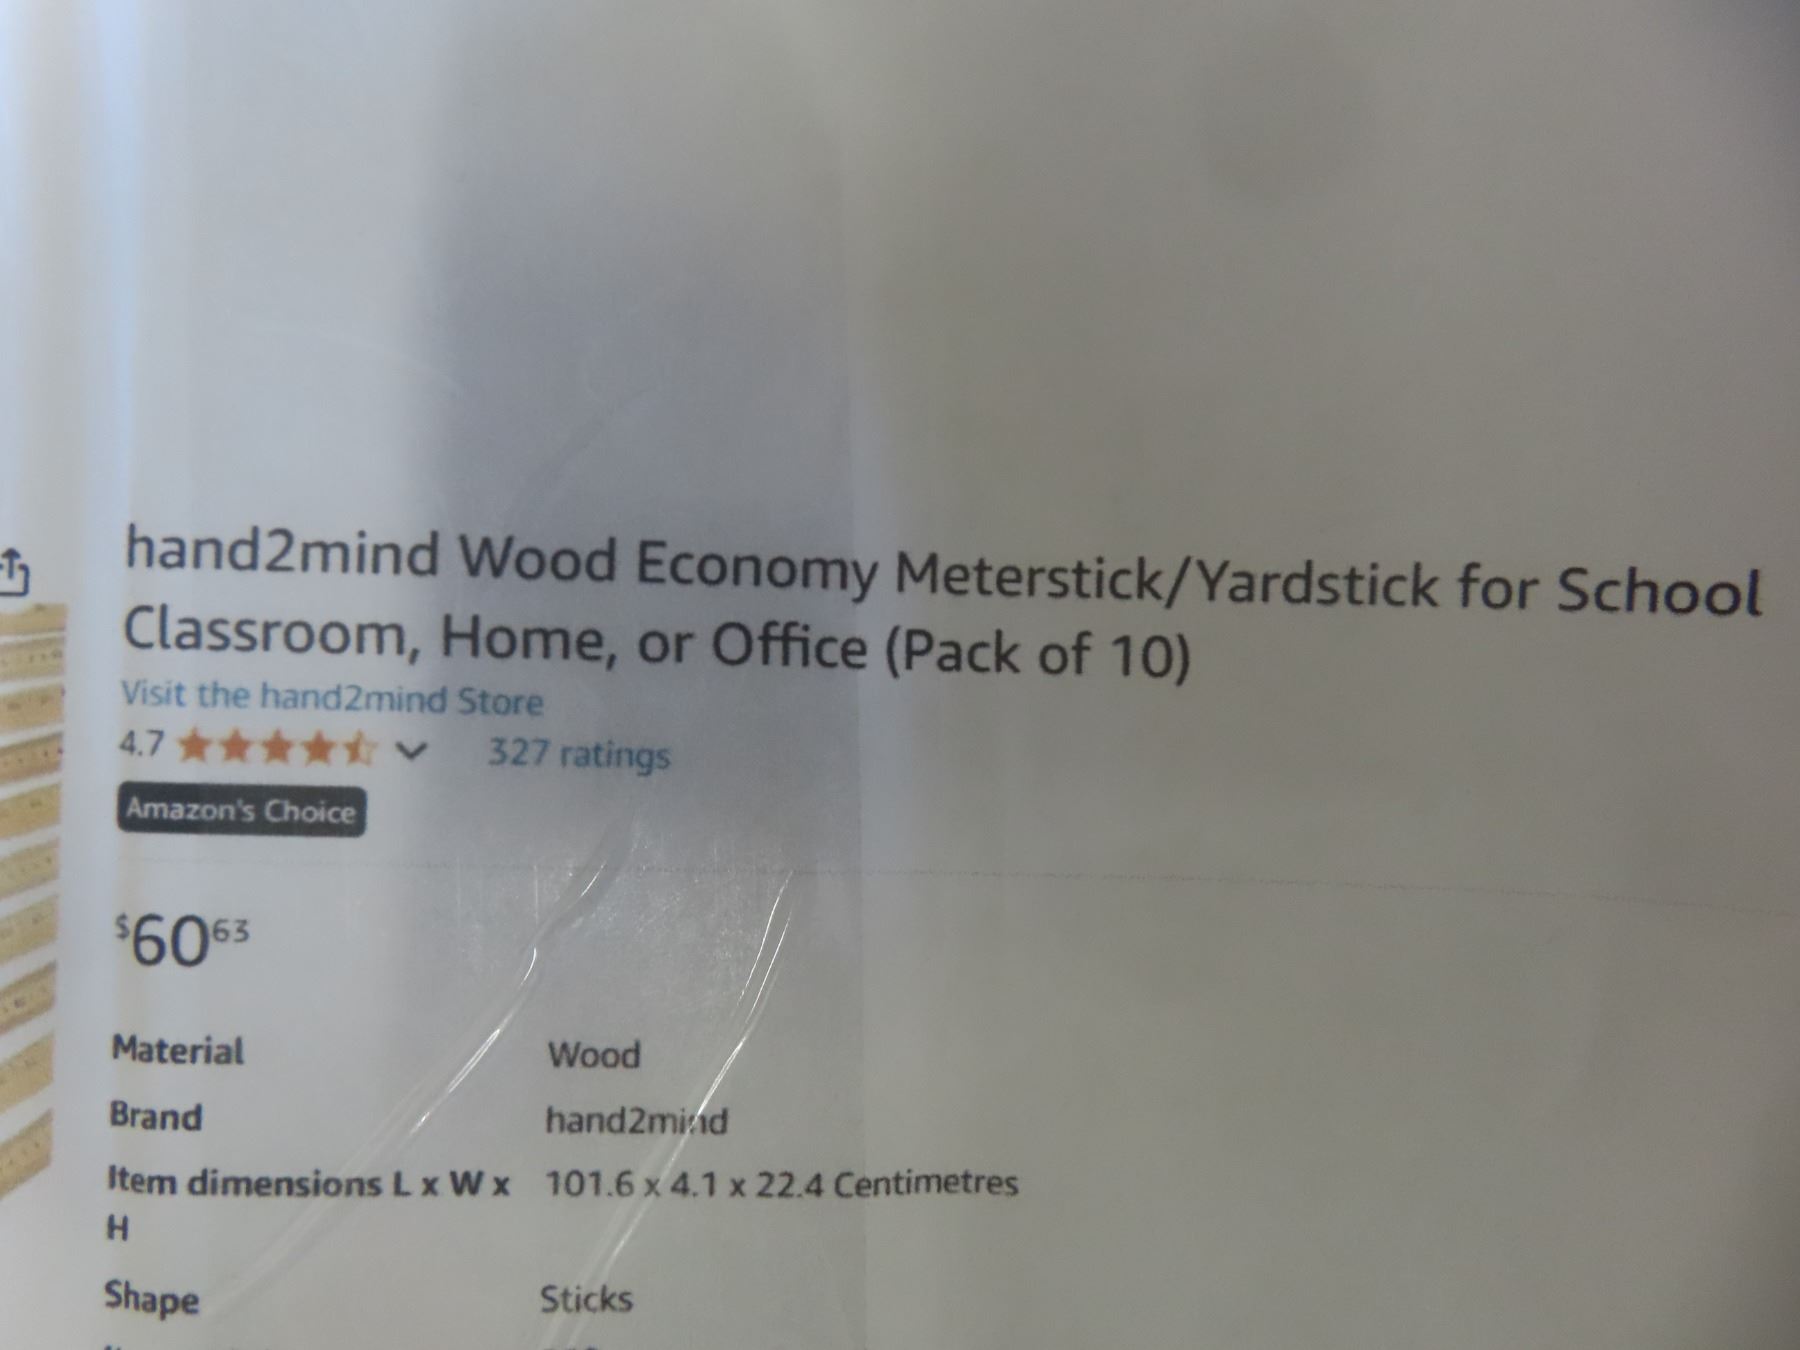 hand2mind Wood Economy Meterstick/Yardstick for School
Classroom, Home, or Office (Pack of 10)
Visit the hand2mind Store
4.7 327 ratings
Amazon's Choice
$60 63
Material Wood
Brand hand2mind
Item dimensions L x W x 101.6 x 4.1 x 22.4 Centimetres
H
Shape Sticks